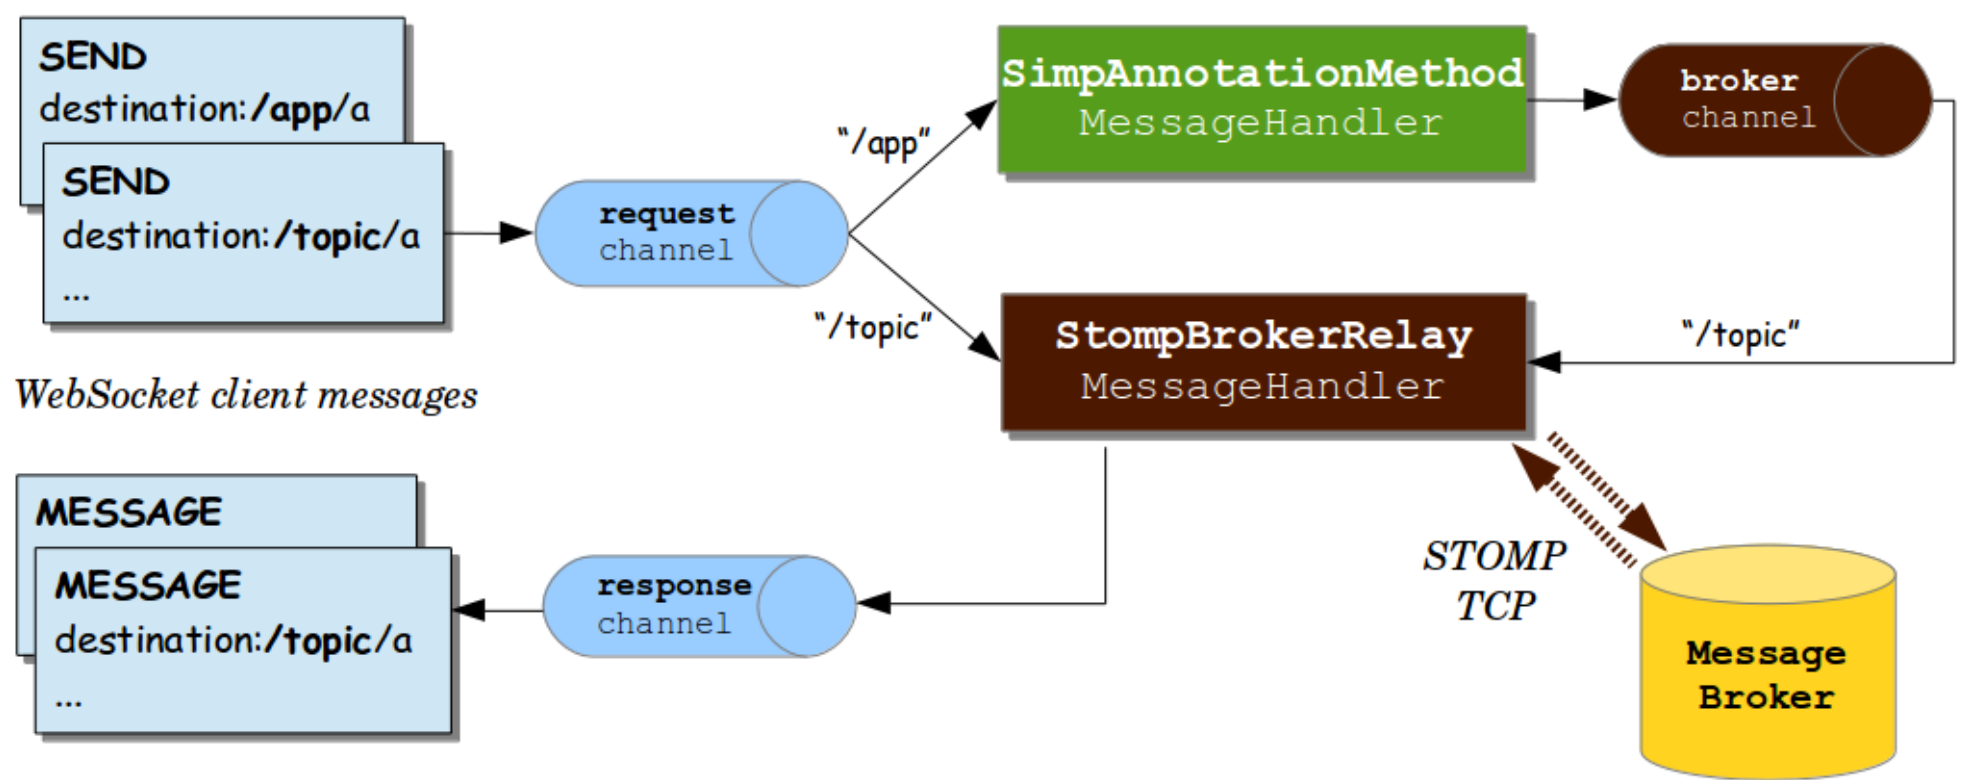 SEND
destination:/app/a
SEND
destination:/topic/a
...
WebSocket client messages
request
channel
“/app”
“/topic”
SimpAnnotationMethod
MessageHandler
broker
channel
StompBrokerRelay
MessageHandler
“/topic”
MESSAGE
MESSAGE
destination:/topic/a
...
response
channel
STOMP
TCP
Message
Broker